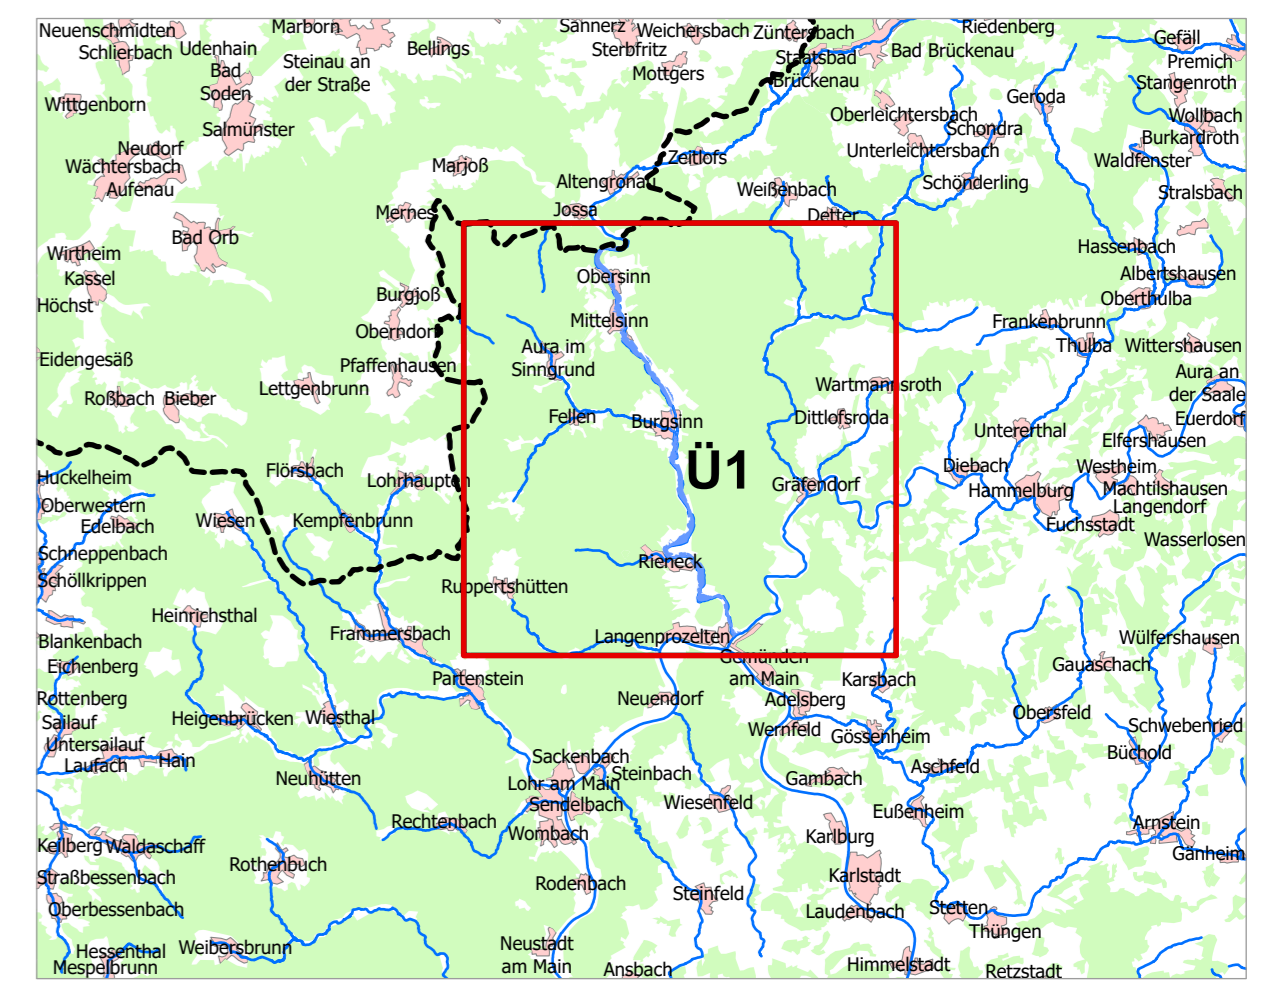 Neuenschmidten
Marborn
Sannerz
Weichersbach
Züntersbach
Riedenberg
Schlierbach
Udenhain
Bellings
Sterbfritz
Staatsbad
Brückenau
Bad Brückenau
Gefäll
Steinau an
der Straße
Bad
Soden
Mottgers
Premich
Stangenroth
Wittgenborn
Geroda
Salmünster
Oberleichtersbach
Schondra
Wollbach
Burkardroth
Neudorf
Wächtersbach
Aufenau
Marjoß
Zeitlofs
Unterleichtersbach
Waldfenster
Altengronau
Weißenbach
Schönderling
Stralsbach
Mernes
Jossa
Detter
Bad Orb
Hassenbach
Wirtheim
Kassel
Höchst
Obersinn
Albertshausen
Oberthulba
Burgjoß
Oberndorf
Mittelsinn
Frankenbrunn
Thulba
Wittershausen
Eidengesäß
Pfaffenhausen
Aura im
Sinngrund
Aura an
der Saale
Lettgenbrunn
Wartmannsroth
Roßbach
Bieber
Fellen
Burgsinn
Dittlofsroda
Euerdorf
Untererthal
Elfershausen
Ü1
Huckelheim
Flörsbach
Lohrhaupten
Gräfendorf
Diebach
Westheim
Hammelburg
Machtilshausen
Langendorf
Oberwestern
Edelbach
Wiesen
Kempfenbrunn
Fuchsstadt
Wasserlosen
Schneppenbach
Schöllkrippen
Rieneck
Ruppertshütten
Heinrichsthal
Frammersbach
Langenprozelten
Wülfershausen
Blankenbach
Eichenberg
Gemünden
am Main
Gauaschach
Rottenberg
Partenstein
Neuendorf
Karsbach
Adelsberg
Sailauf
Heigenbrücken
Wiesthal
Wernfeld
Gössenheim
Obersfeld
Schwebenried
Untersailauf
Laufach
Hain
Sackenbach
Büchold
Neuhütten
Lohr am Main
Steinbach
Gambach
Aschfeld
Sendelbach
Wiesenfeld
Eußenheim
Rechtenbach
Wombach
Karlburg
Arnstein
Kellberg
Waldaschaff
Gänheim
Rothenbuch
Straßbessenbach
Rodenbach
Karlstadt
Steinfeld
Oberbessenbach
Laudenbach
Stetten
Thüngen
Weibersbrunn
Hessenthal
Mespelbrunn
Neustadt
am Main
Ansbach
Himmelstadt
Retzstadt